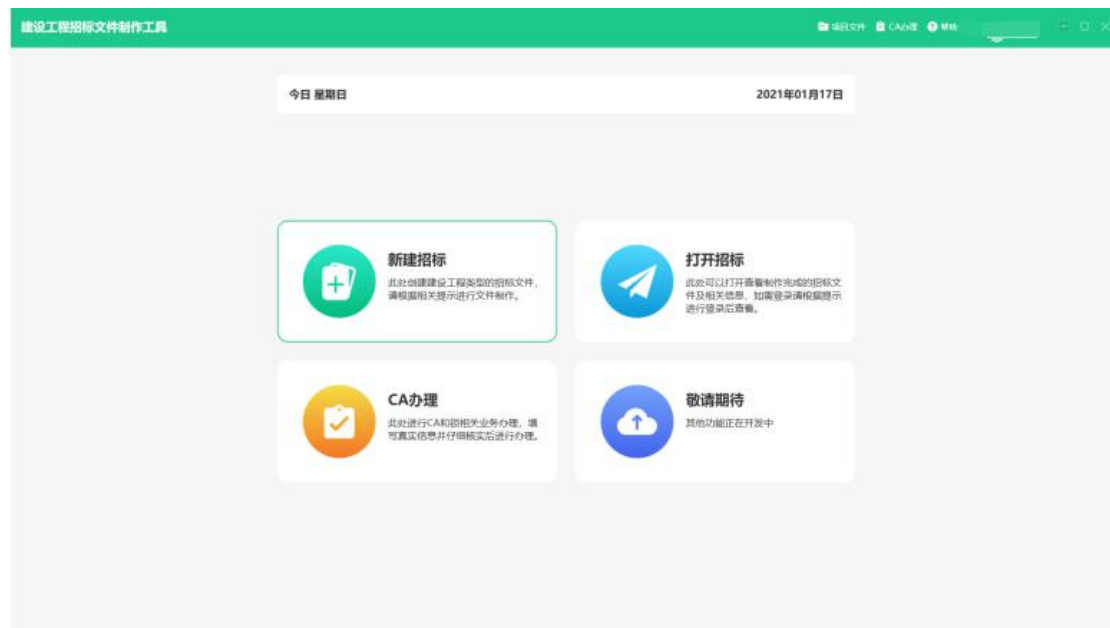 建设工程招标文件制作工具
项目文件 CA办理 帮助
今日 星期日
2021年01月17日
新建招标
此处创建建设工程类型的招标文件，
请根据相关提示进行文件制作。
打开招标
此处可以打开查看制作完成的招标文
件及相关信息，如需登录请根据提示
进行登录后查看。
CA办理
此处进行CA和锁相关业务办理，填
写真实信息并仔细核实后进行办理。
敬请期待
其他功能正在开发中